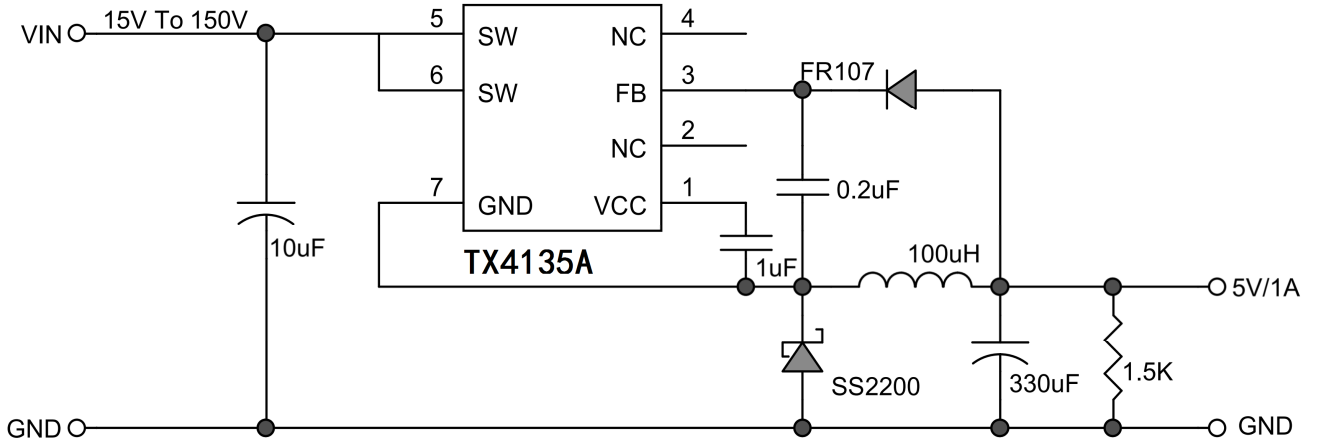 VIN 15V To 150V 5 4
SW NC
FR107
6 3
SW FB
2
NC
0.2uF
7 1
GND VCC
10uF
TX4135A
1uF
100uH
5V/1A
SS2200
330uF
1.5K
GND GND